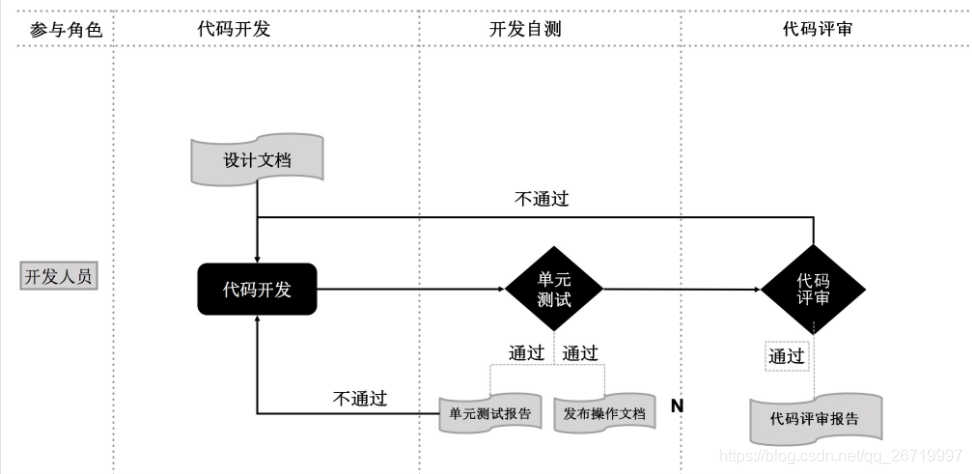 参与角色
代码开发
开发自测
代码评审
设计文档
不通过
开发人员
代码开发
单元
测试
代码
评审
通过
通过
通过
不通过
单元测试报告
发布操作文档
N
代码评审报告
https://blog.csdn.net/qq_26719997